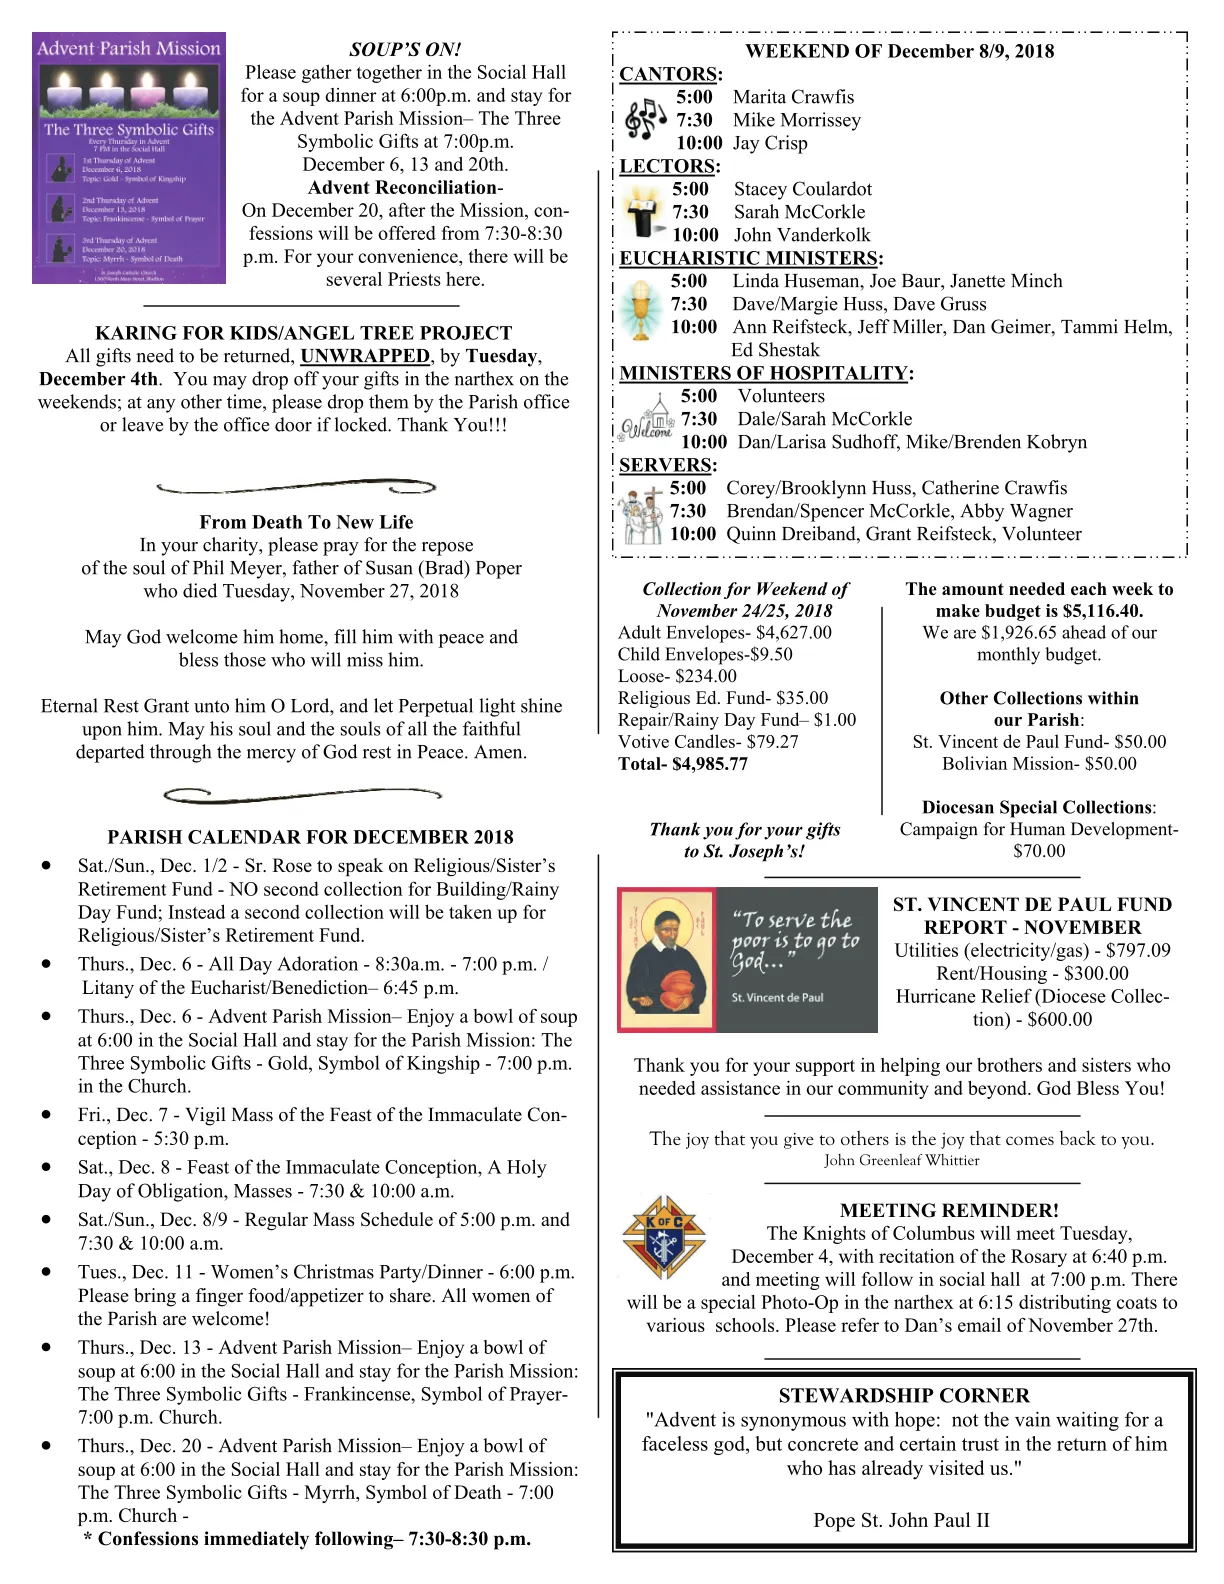 Advent Parish Mission
The Three Symbolic Gifts
Every Thursday in Advent
7 PM in the Social Hall
1st Thursday of Advent
December 6, 2018
Topic: Gold - Symbol of Kingship
2nd Thursday of Advent
December 13, 2018
Topic: Frankincense - Symbol of Prayer
3rd Thursday of Advent
December 20, 2018
Topic: Myrrh - Symbol of Death
St. Joseph Catholic Church
SOUP'S ON!
Please gather together in the Social Hall
for a soup dinner at 6:00p.m. and stay for
the Advent Parish Mission– The Three
Symbolic Gifts at 7:00p.m.
December 6, 13 and 20th.
Advent Reconciliation-
On December 20, after the Mission, con-
fessions will be offered from 7:30-8:30
p.m. For your convenience, there will be
several Priests here.
KARING FOR KIDS/ANGEL TREE PROJECT
All gifts need to be returned, UNWRAPPED, by Tuesday,
December 4th. You may drop off your gifts in the narthex on the
weekends; at any other time, please drop them by the Parish office
or leave by the office door if locked. Thank You!!!
From Death To New Life
In your charity, please pray for the repose
of the soul of Phil Meyer, father of Susan (Brad) Poper
who died Tuesday, November 27, 2018
May God welcome him home, fill him with peace and
bless those who will miss him.
Eternal Rest Grant unto him O Lord, and let Perpetual light shine
upon him. May his soul and the souls of all the faithful
departed through the mercy of God rest in Peace. Amen.
PARISH CALENDAR FOR DECEMBER 2018
• Sat./Sun., Dec. 1/2 - Sr. Rose to speak on Religious/Sister's
Retirement Fund - NO second collection for Building/Rainy
Day Fund; Instead a second collection will be taken up for
Religious/Sister's Retirement Fund.
• Thurs., Dec. 6 - All Day Adoration - 8:30a.m. - 7:00 p.m. /
Litany of the Eucharist/Benediction– 6:45 p.m.
• Thurs., Dec. 6 - Advent Parish Mission– Enjoy a bowl of soup
at 6:00 in the Social Hall and stay for the Parish Mission: The
Three Symbolic Gifts - Gold, Symbol of Kingship - 7:00 p.m.
in the Church.
• Fri., Dec. 7 - Vigil Mass of the Feast of the Immaculate Con-
ception - 5:30 p.m.
• Sat., Dec. 8 - Feast of the Immaculate Conception, A Holy
Day of Obligation, Masses - 7:30 & 10:00 a.m.
• Sat./Sun., Dec. 8/9 - Regular Mass Schedule of 5:00 p.m. and
7:30 & 10:00 a.m.
• Tues., Dec. 11 - Women's Christmas Party/Dinner - 6:00 p.m.
Please bring a finger food/appetizer to share. All women of
the Parish are welcome!
• Thurs., Dec. 13 - Advent Parish Mission– Enjoy a bowl of
soup at 6:00 in the Social Hall and stay for the Parish Mission:
The Three Symbolic Gifts - Frankincense, Symbol of Prayer-
7:00 p.m. Church.
• Thurs., Dec. 20 - Advent Parish Mission– Enjoy a bowl of
soup at 6:00 in the Social Hall and stay for the Parish Mission:
The Three Symbolic Gifts - Myrrh, Symbol of Death - 7:00
p.m. Church -
* Confessions immediately following– 7:30-8:30 p.m.
WEEKEND OF December 8/9, 2018
CANTORS:
5:00 Marita Crawfis
7:30 Mike Morrissey
10:00 Jay Crisp
LECTORS:
5:00 Stacey Coulardot
7:30 Sarah McCorkle
10:00 John Vanderkolk
EUCHARISTIC MINISTERS:
5:00 Linda Huseman, Joe Baur, Janette Minch
7:30 Dave/Margie Huss, Dave Gruss
10:00 Ann Reifsteck, Jeff Miller, Dan Geimer, Tammi Helm,
Ed Shestak
MINISTERS OF HOSPITALITY:
Welcome
5:00 Volunteers
7:30 Dale/Sarah McCorkle
10:00 Dan/Larisa Sudhoff, Mike/Brenden Kobryn
SERVERS:
5:00 Corey/Brooklynn Huss, Catherine Crawfis
7:30 Brendan/Spencer McCorkle, Abby Wagner
10:00 Quinn Dreiband, Grant Reifsteck, Volunteer
Collection for Weekend of
November 24/25, 2018
Adult Envelopes- $4,627.00
Child Envelopes-$9.50
Loose- $234.00
Religious Ed. Fund- $35.00
Repair/Rainy Day Fund– $1.00
Votive Candles- $79.27
Total- $4,985.77
Thank you for your gifts
to St. Joseph's!
The amount needed each week to
make budget is $5,116.40.
We are $1,926.65 ahead of our
monthly budget.
Other Collections within
our Parish:
St. Vincent de Paul Fund- $50.00
Bolivian Mission- $50.00
Diocesan Special Collections:
Campaign for Human Development-
$70.00
"To serve the
poor is to go to
God..."
St. Vincent de Paul
ST. VINCENT DE PAUL FUND
REPORT - NOVEMBER
Utilities (electricity/gas) - $797.09
Rent/Housing - $300.00
Hurricane Relief (Diocese Collec-
tion) - $600.00
Thank you for your support in helping our brothers and sisters who
needed assistance in our community and beyond. God Bless You!
The joy that you give to others is the joy that comes back to you.
John Greenleaf Whittier
K OF C
MEETING REMINDER!
The Knights of Columbus will meet Tuesday,
December 4, with recitation of the Rosary at 6:40 p.m.
and meeting will follow in social hall at 7:00 p.m. There
will be a special Photo-Op in the narthex at 6:15 distributing coats to
various schools. Please refer to Dan's email of November 27th.
STEWARDSHIP CORNER
"Advent is synonymous with hope: not the vain waiting for a
faceless god, but concrete and certain trust in the return of him
who has already visited us."
Pope St. John Paul II